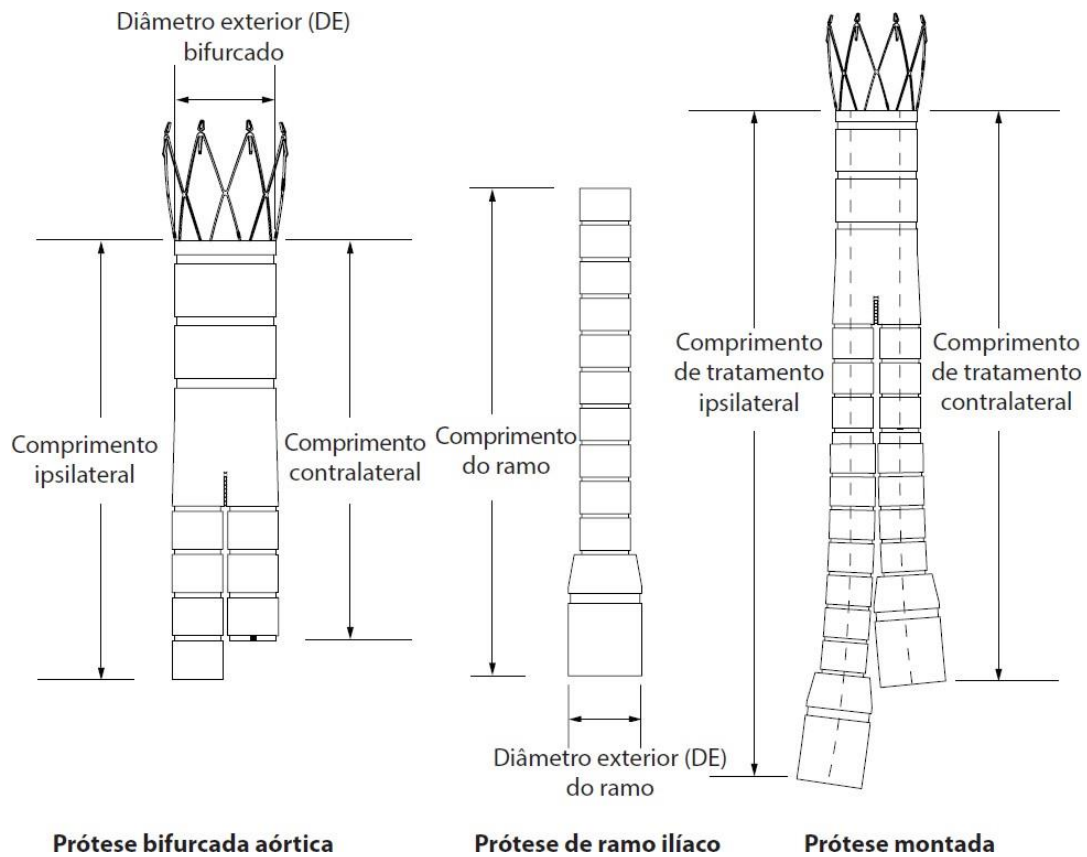 Diâmetro exterior (DE)
bifurcado
Comprimento
ipsilateral
Comprimento
contralateral
Comprimento
do ramo
Comprimento
de tratamento
ipsilateral
Comprimento
de tratamento
contralateral
Diâmetro exterior (DE)
do ramo
Prótese bifurcada aórtica
Prótese de ramo ilíaco
Prótese montada